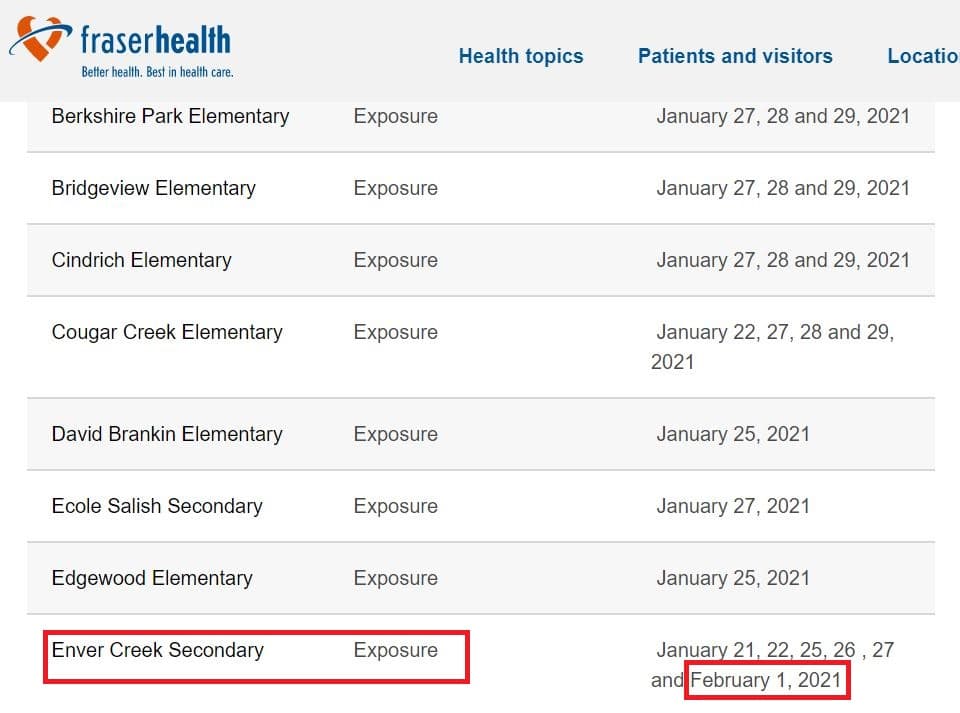 fraserhealth
Better health. Best in health care.
Health topics Patients and visitors Locatio
Berkshire Park Elementary Exposure January 27, 28 and 29, 2021
Bridgeview Elementary Exposure January 27, 28 and 29, 2021
Cindrich Elementary Exposure January 27, 28 and 29, 2021
Cougar Creek Elementary Exposure January 22, 27, 28 and 29,
2021
David Brankin Elementary Exposure January 25, 2021
Ecole Salish Secondary Exposure January 27, 2021
Edgewood Elementary Exposure January 25, 2021
Enver Creek Secondary Exposure January 21, 22, 25, 26 , 27
and February 1, 2021